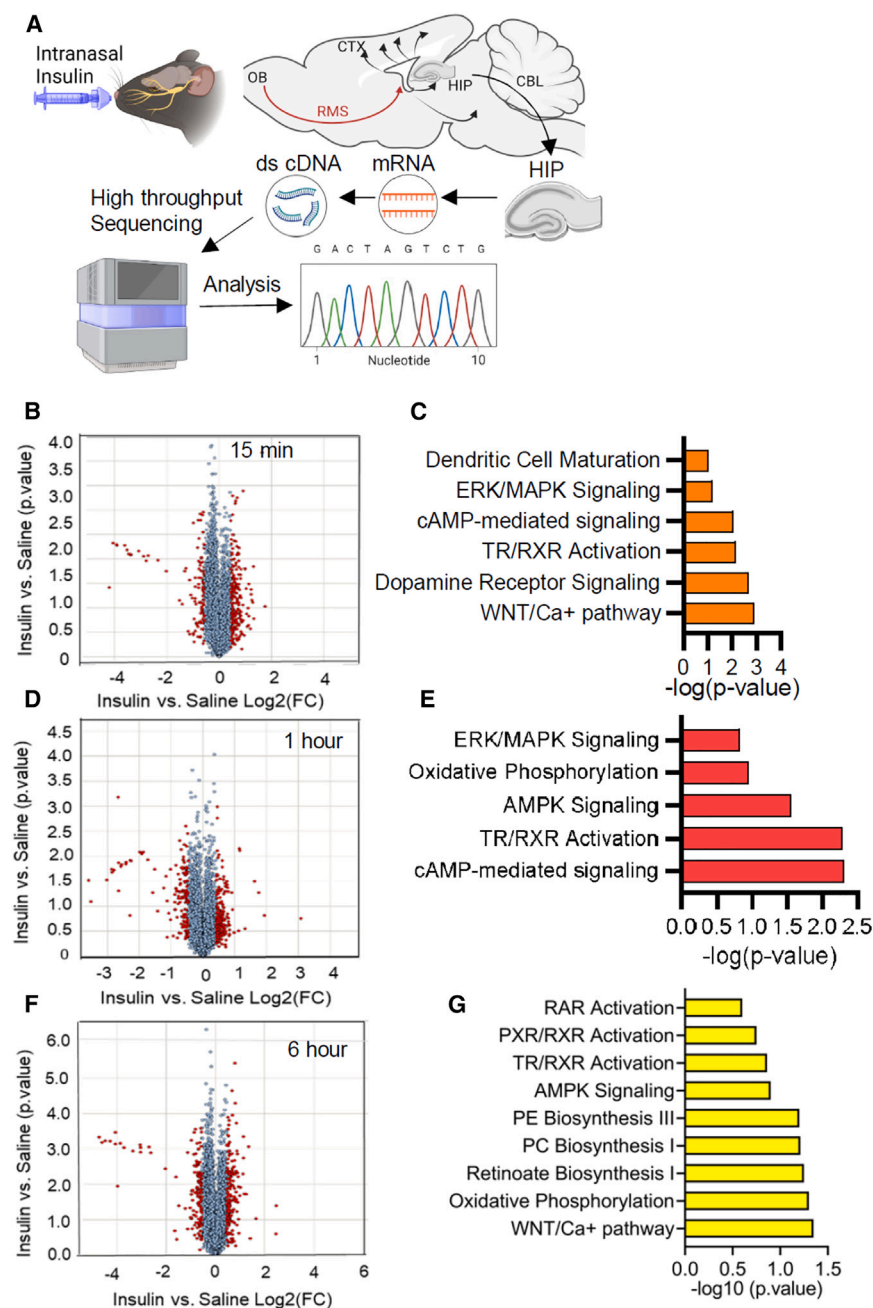 A
Intranasal
Insulin
CTX
OB
HIP
CBL
RMS
HIP
ds cDNA
mRNA
High throughput
Sequencing
G A C T A G T C T G
Analysis
1 Nucleotide 10
B
15 min
Insulin vs. Saline (p.value)
4.0
3.0
2.5
2.0
1.5
1.0
0.5
0
-4 -2 0 2 4
Insulin vs. Saline Log2(FC)
C
Dendritic Cell Maturation
ERK/MAPK Signaling
cAMP-mediated signaling
TR/RXR Activation
Dopamine Receptor Signaling
WNT/Ca+ pathway
0 1 2 3 4
-log(p-value)
D
1 hour
Insulin vs. Saline (p.value)
4.5
4.0
3.5
3.0
2.5
2.0
1.5
1.0
0.5
0
-3 -2 -1 0 1 2 3 4
Insulin vs. Saline Log2(FC)
E
ERK/MAPK Signaling
Oxidative Phosphorylation
AMPK Signaling
TR/RXR Activation
cAMP-mediated signaling
0.0 0.5 1.0 1.5 2.0 2.5
-log(p-value)
F
6 hour
Insulin vs. Saline (p.value)
6.0
5.0
4.0
3.0
2.0
1.0
0.0
-4 -2 0 2 4 6
Insulin vs. Saline Log2(FC)
G
RAR Activation
PXR/RXR Activation
TR/RXR Activation
AMPK Signaling
PE Biosynthesis III
PC Biosynthesis I
Retinoate Biosynthesis I
Oxidative Phosphorylation
WNT/Ca+ pathway
0.0 0.5 1.0 1.5
-log10 (p.value)